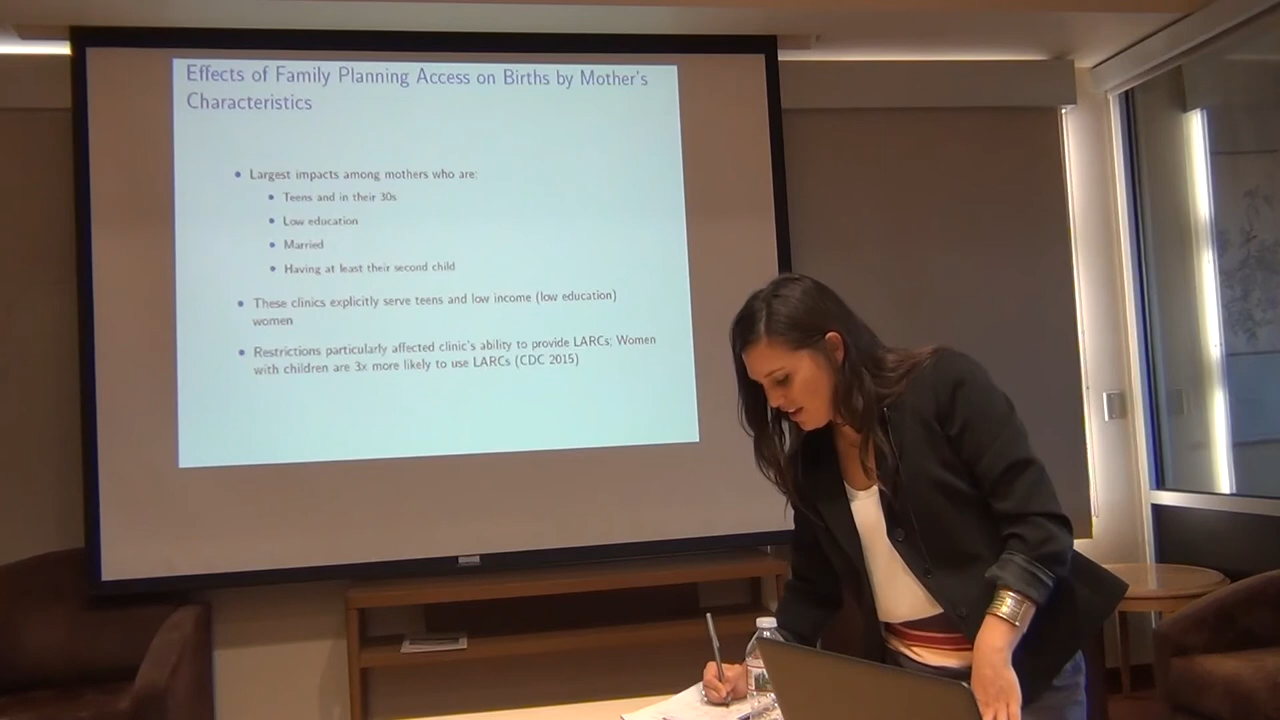 Effects of Family Planning Access on Births by Mother's
Characteristics
Largest impacts among mothers who are:
Teens and in their 30s
Low education
Married
Having at least their second child
These clinics explicitly serve teens and low income (low education)
women
Restrictions particularly affected clinic's ability to provide LARCs; Women
with children are 3x more likely to use LARCs (CDC 2015)